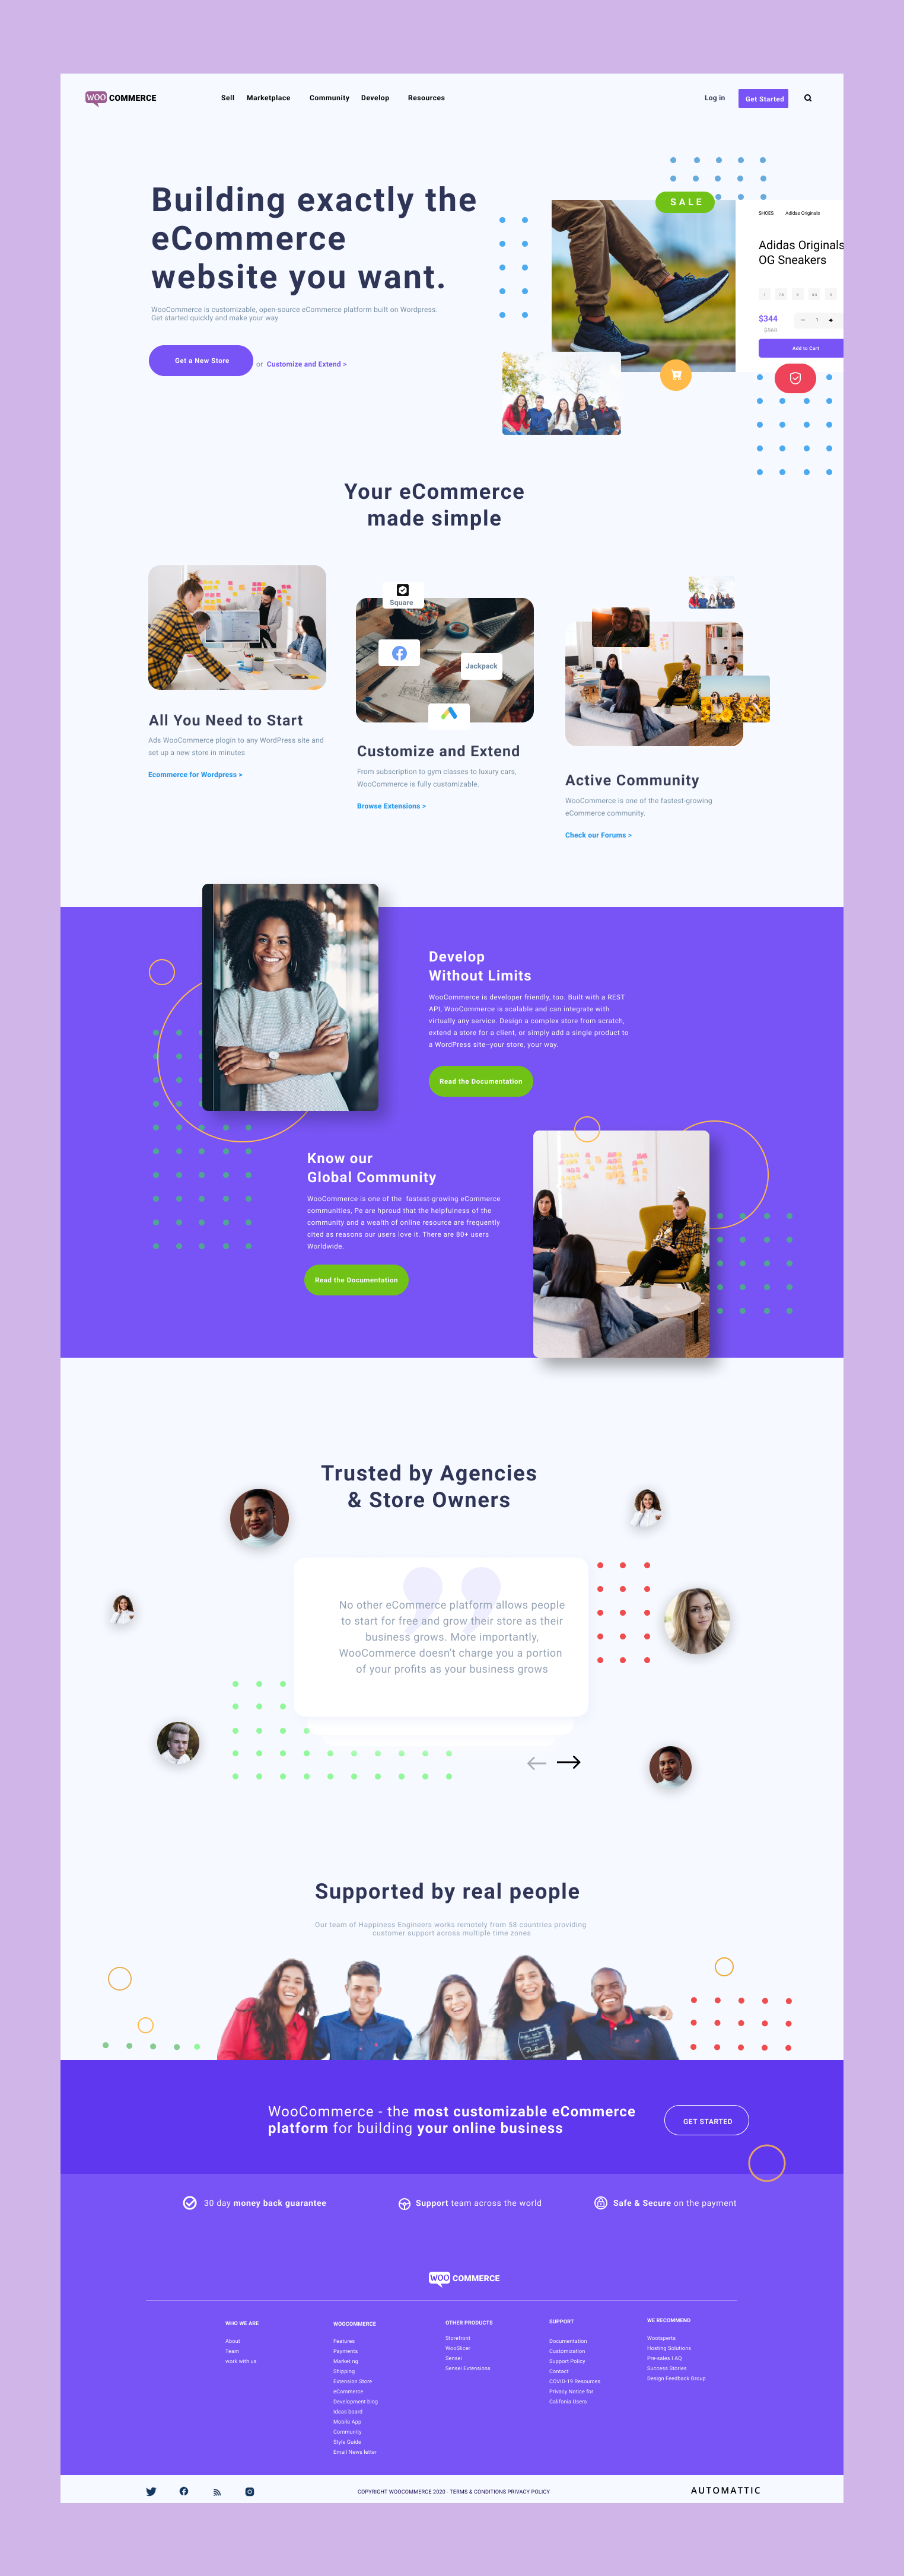 WOO COMMERCE
Sell Marketplace Community Develop Resources
Log in Get Started
Building exactly the
eCommerce
website you want.
WooCommerce is customizable, open-source eCommerce platform built on Wordpress.
Get started quickly and make your way
Get a New Store
or Customize and Extend >
SALE
SHOES Adidas Originals
Adidas Originals
OG Sneakers
$344
1
$560
Add to Cart
Your eCommerce
made simple
All You Need to Start
Ads WooCommerce plogin to any WordPress site and
set up a new store in minutes
Ecommerce for Wordpress >
Square
Jackpack
Customize and Extend
From subscription to gym classes to luxury cars,
WooCommerce is fully customizable.
Browse Extensions >
Active Community
WooCommerce is one of the fastest-growing
eCommerce community.
Check our Forums >
Develop
Without Limits
WooCommerce is developer friendly, too. Built with a REST
API, WooCommerce is scalable and can integrate with
virtually any service. Design a complex store from scratch,
extend a store for a client, or simply add a single product to
a WordPress site--your store, your way.
Read the Documentation
Know our
Global Community
WooCommerce is one of the fastest-growing eCommerce
communities, Pe are hproud that the helpfulness of the
community and a wealth of online resource are frequently
cited as reasons our users love it. There are 80+ users
Worldwide.
Read the Documentation
Trusted by Agencies
& Store Owners
No other eCommerce platform allows people
to start for free and grow their store as their
business grows. More importantly,
WooCommerce doesn't charge you a portion
of your profits as your business grows
Supported by real people
Our team of Happiness Engineers works remotely from 58 countries providing
customer support across multiple time zones
WooCommerce - the most customizable eCommerce
platform for building your online business
GET STARTED
30 day money back guarantee
Support team across the world
Safe & Secure on the payment
WOO COMMERCE
WHO WE ARE
About
Team
work with us
WOOCOMMERCE
Features
Payments
Market ng
Shipping
Extension Store
eCommerce
Development blog
Ideas board
Mobile App
Community
Style Guide
Email News letter
OTHER PRODUCTS
Storefront
WooSlicer
Sensei
Sensei Extensions
SUPPORT
Documentation
Customization
Support Policy
Contact
COVID-19 Resources
Privacy Notice for
Califonia Users
WE RECOMMEND
Wooisperts
Hosting Solutions
Pre-sales I AQ
Success Stories
Design Feedback Group
COPYRIGHT WOOCOMMERCE 2020 - TERMS & CONDITIONS PRIVACY POLICY
AUTOMATTIC